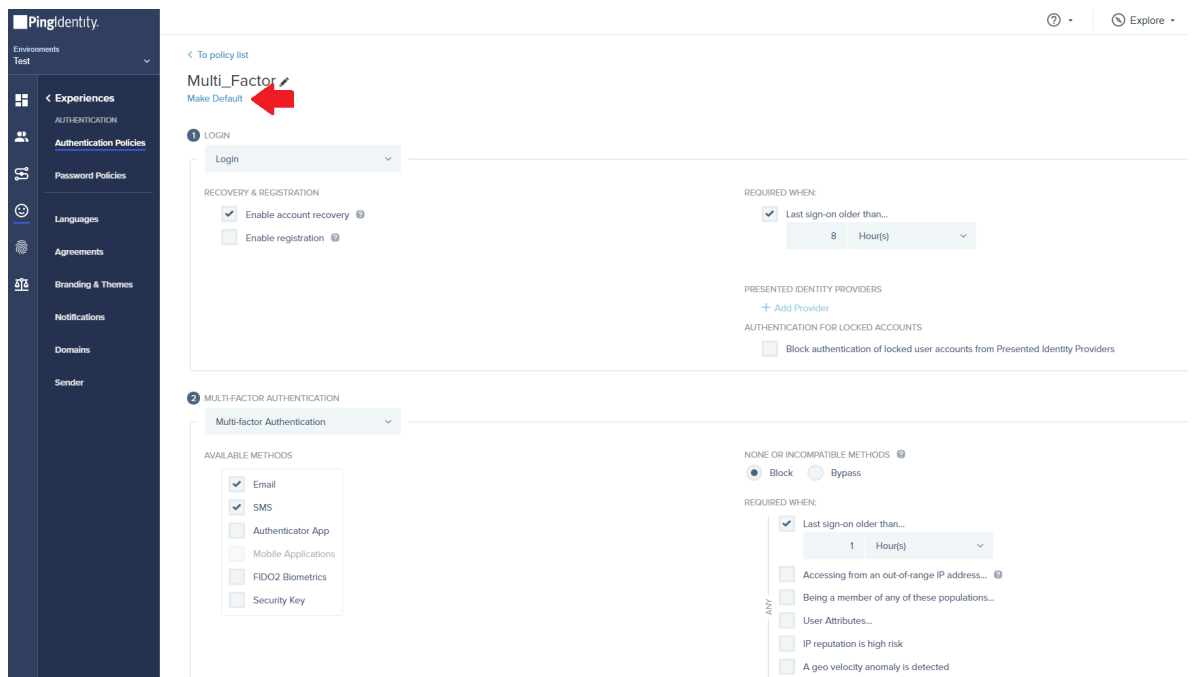 PingIdentity.
Explore
Environments
Test
Experiences
AUTHENTICATION
Authentication Policies
Password Policies
Languages
Agreements
Branding & Themes
Notifications
Domains
Sender
To policy list
Multi_Factor
Make Default
1 LOGIN
Login
RECOVERY & REGISTRATION
Enable account recovery ?
Enable registration ?
REQUIRED WHEN:
Last sign-on older than...
8 Hour(s)
PRESENTED IDENTITY PROVIDERS
+ Add Provider
AUTHENTICATION FOR LOCKED ACCOUNTS
Block authentication of locked user accounts from Presented Identity Providers
2 MULTI-FACTOR AUTHENTICATION
Multi-factor Authentication
AVAILABLE METHODS
Email
SMS
Authenticator App
Mobile Applications
FIDO2 Biometrics
Security Key
NONE OR INCOMPATIBLE METHODS ?
Block Bypass
REQUIRED WHEN:
Last sign-on older than...
1 Hour(s)
ANY
Accessing from an out-of-range IP address... ?
Being a member of any of these populations...
User Attributes...
IP reputation is high risk
A geo velocity anomaly is detected